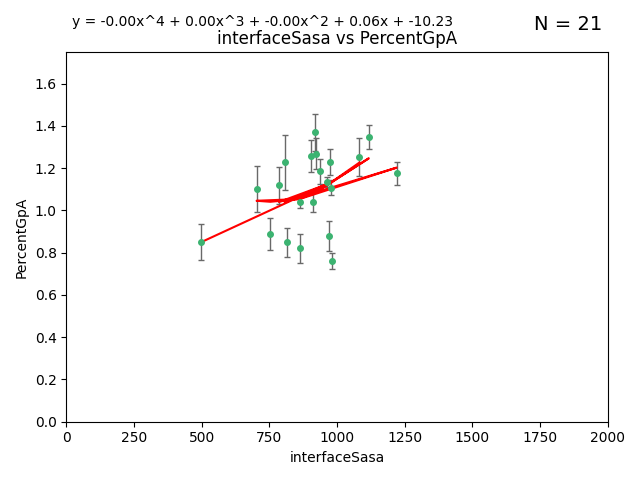 y = -0.00x^4 + 0.00x^3 + -0.00x^2 + 0.06x + -10.23
N = 21
interfaceSasa vs PercentGpA
1.6
1.4
1.2
1.0
0.8
0.6
0.4
0.2
0.0
PercentGpA
0 250 500 750 1000 1250 1500 1750 2000
interfaceSasa